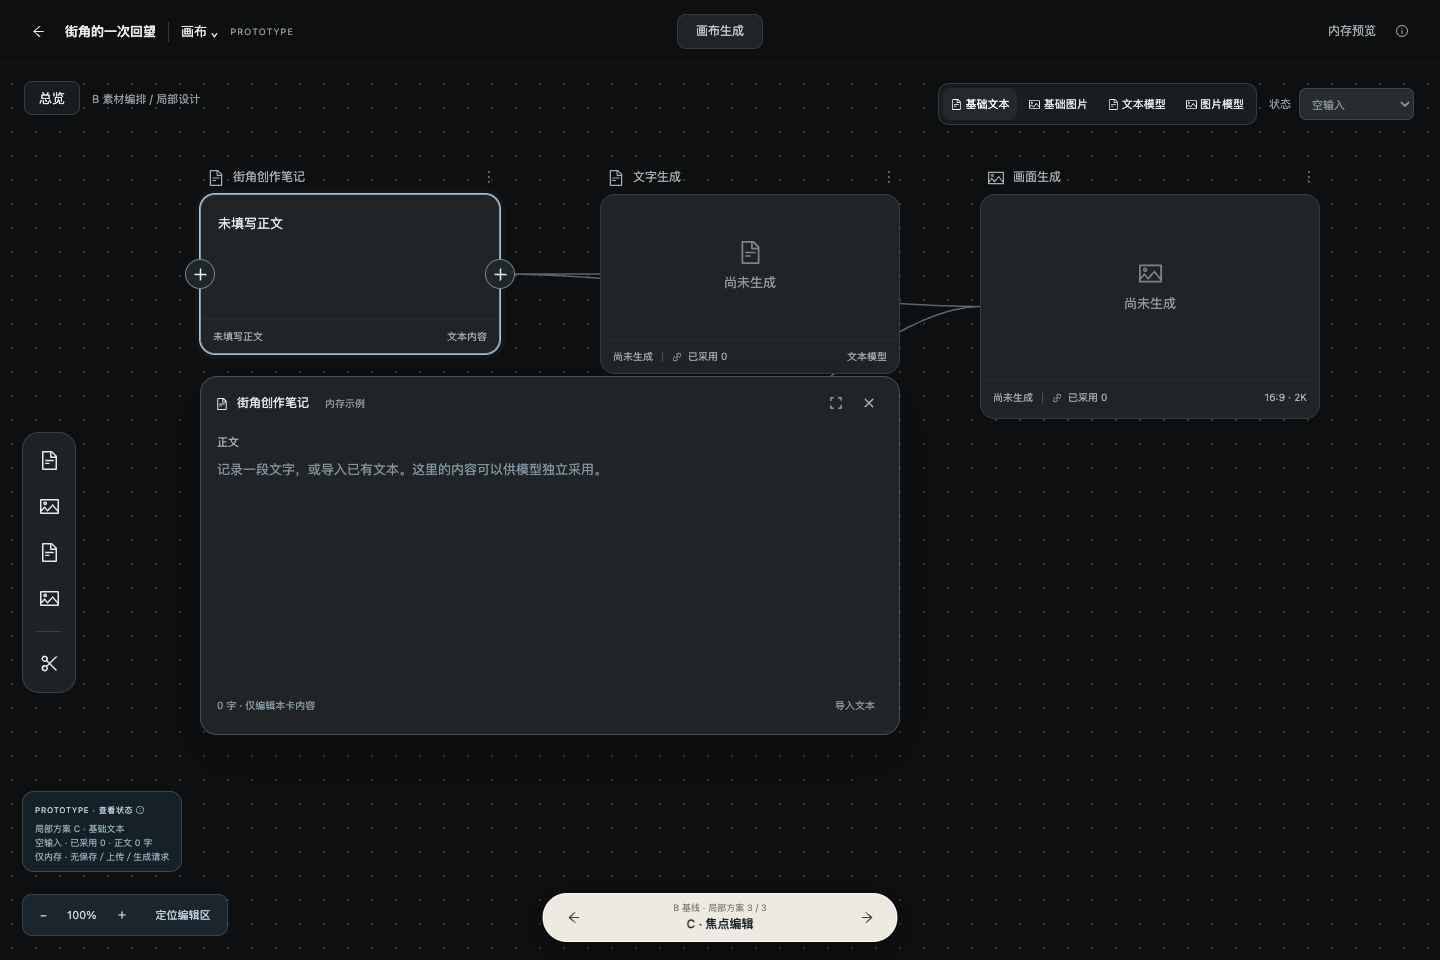 街角的一次回望
画布
PROTOTYPE
画布生成
内存预览
总览
B 素材编排 / 局部设计
基础文本
基础图片
文本模型
图片模型
状态
空输入
街角创作笔记
文字生成
画面生成
未填写正文
尚未生成
尚未生成
未填写正文
文本内容
尚未生成
已采用 0
文本模型
尚未生成
已采用 0
16:9 · 2K
街角创作笔记
内存示例
正文
记录一段文字，或导入已有文本。这里的内容可以供模型独立采用。
0 字 · 仅编辑本卡内容
导入文本
PROTOTYPE · 查看状态
局部方案 C · 基础文本
空输入 · 已采用 0 · 正文 0 字
仅内存 · 无保存 / 上传 / 生成请求
100%
定位编辑区
B 基线 · 局部方案 3 / 3
C · 焦点编辑